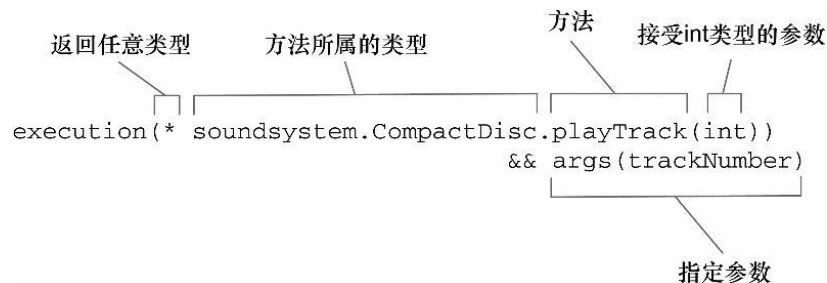 返回任意类型 方法所属的类型 方法 接受int类型的参数
execution(* soundsystem.CompactDisc.playTrack(int))
&& args(trackNumber)
指定参数